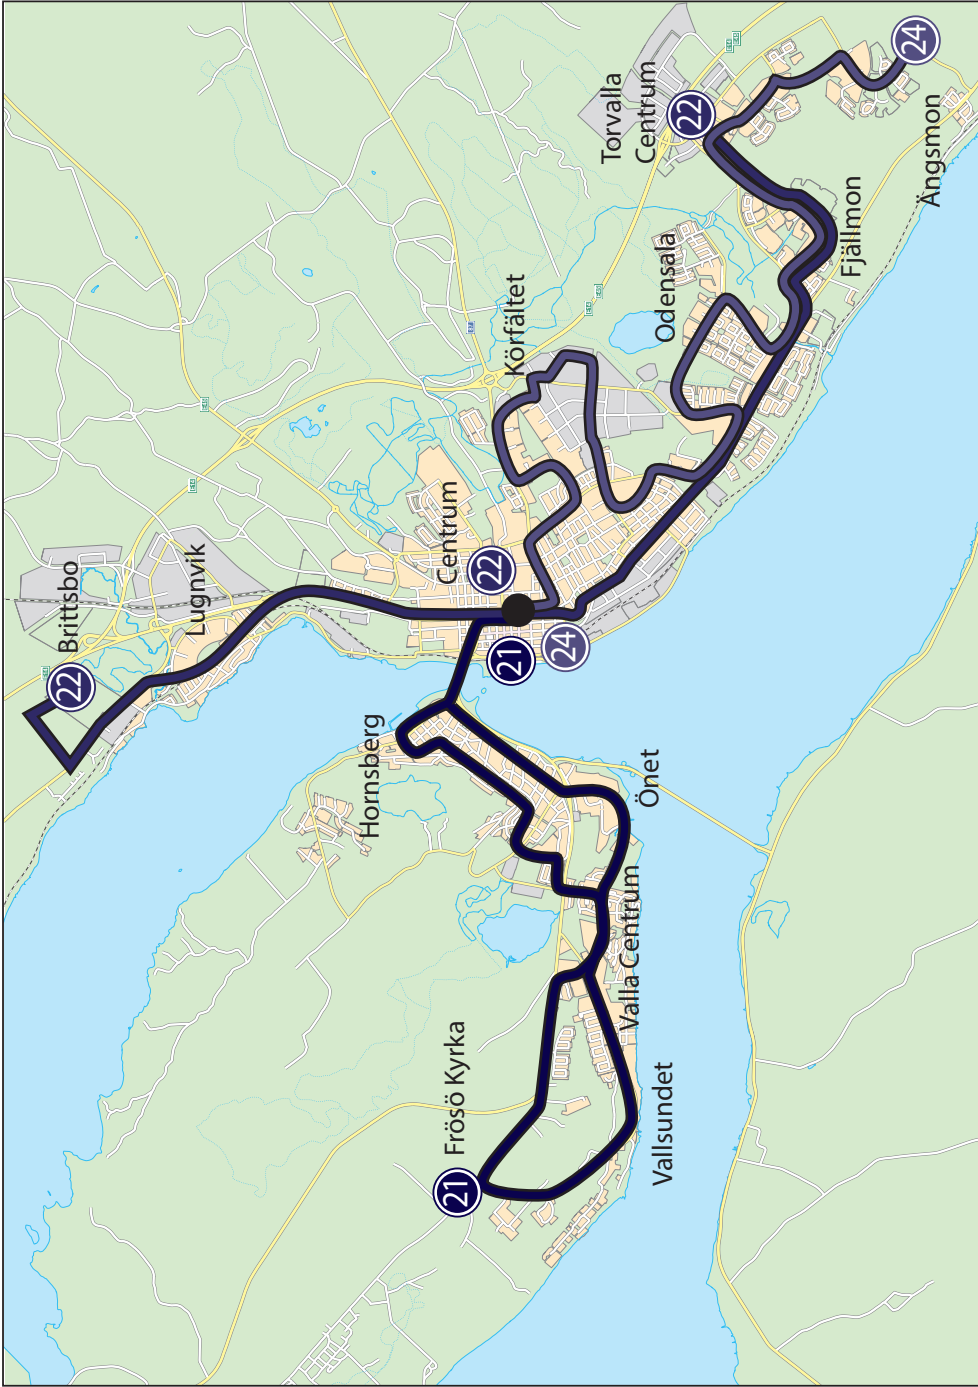 22
Brittsbo
Lugnvik
Hornsberg
21
Frösö Kyrka
Centrum
22
21
Körfältet
24
Torvalla
Centrum
22
Valla Centrum
Önet
Vallsundet
Odensala
Fjällmon
24
Ängsmon